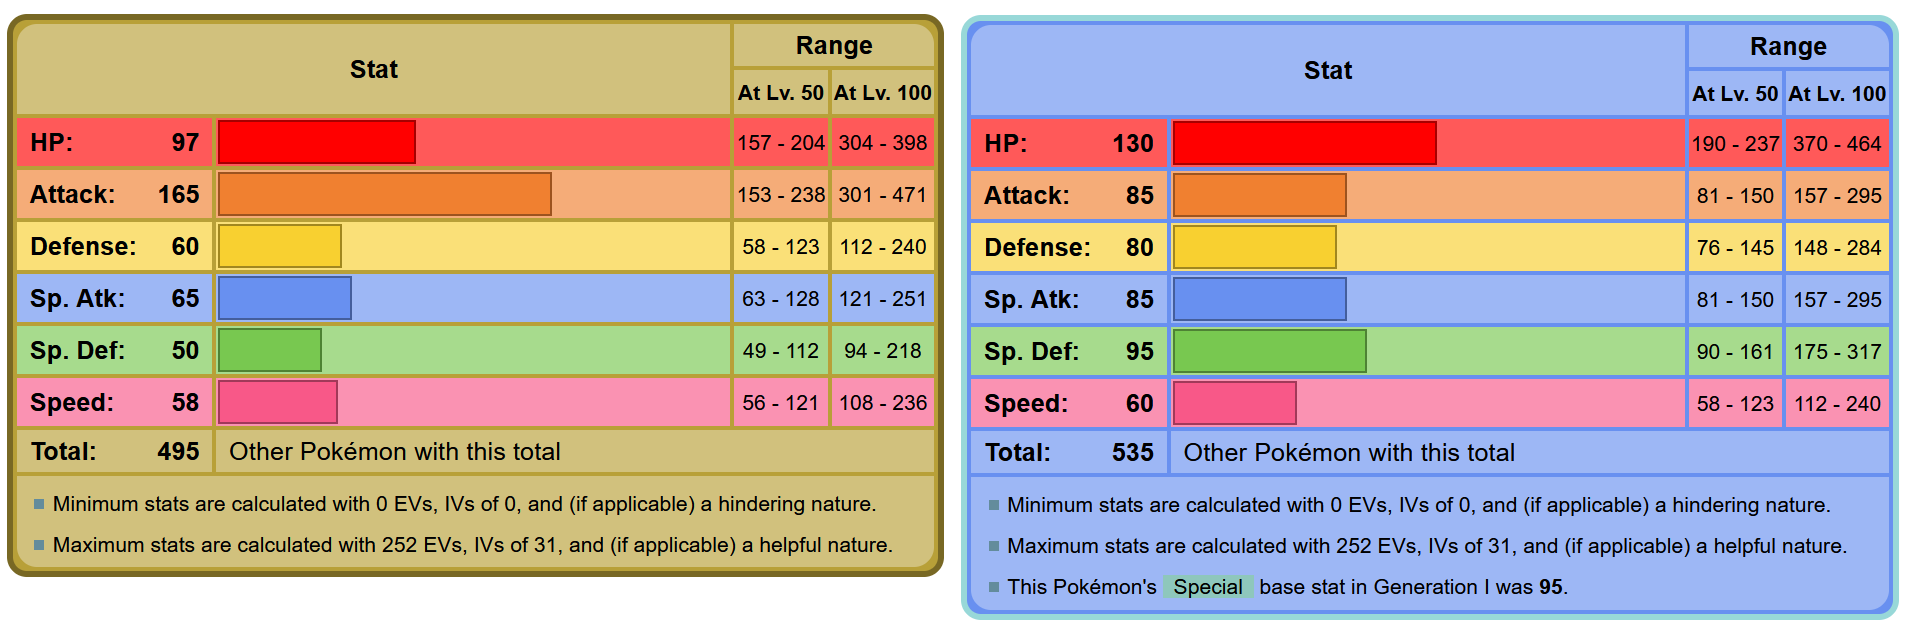 Stat Range
At Lv. 50 At Lv. 100
HP: 97 157 - 204 304 - 398
Attack: 165 153 - 238 301 - 471
Defense: 60 58 - 123 112 - 240
Sp. Atk: 65 63 - 128 121 - 251
Sp. Def: 50 49 - 112 94 - 218
Speed: 58 56 - 121 108 - 236
Total: 495 Other Pokémon with this total
Minimum stats are calculated with 0 EVs, IVs of 0, and (if applicable) a hindering nature.
Maximum stats are calculated with 252 EVs, IVs of 31, and (if applicable) a helpful nature.
Stat Range
At Lv. 50 At Lv. 100
HP: 130 190 - 237 370 - 464
Attack: 85 81 - 150 157 - 295
Defense: 80 76 - 145 148 - 284
Sp. Atk: 85 81 - 150 157 - 295
Sp. Def: 95 90 - 161 175 - 317
Speed: 60 58 - 123 112 - 240
Total: 535 Other Pokémon with this total
Minimum stats are calculated with 0 EVs, IVs of 0, and (if applicable) a hindering nature.
Maximum stats are calculated with 252 EVs, IVs of 31, and (if applicable) a helpful nature.
This Pokémon's Special base stat in Generation I was 95.